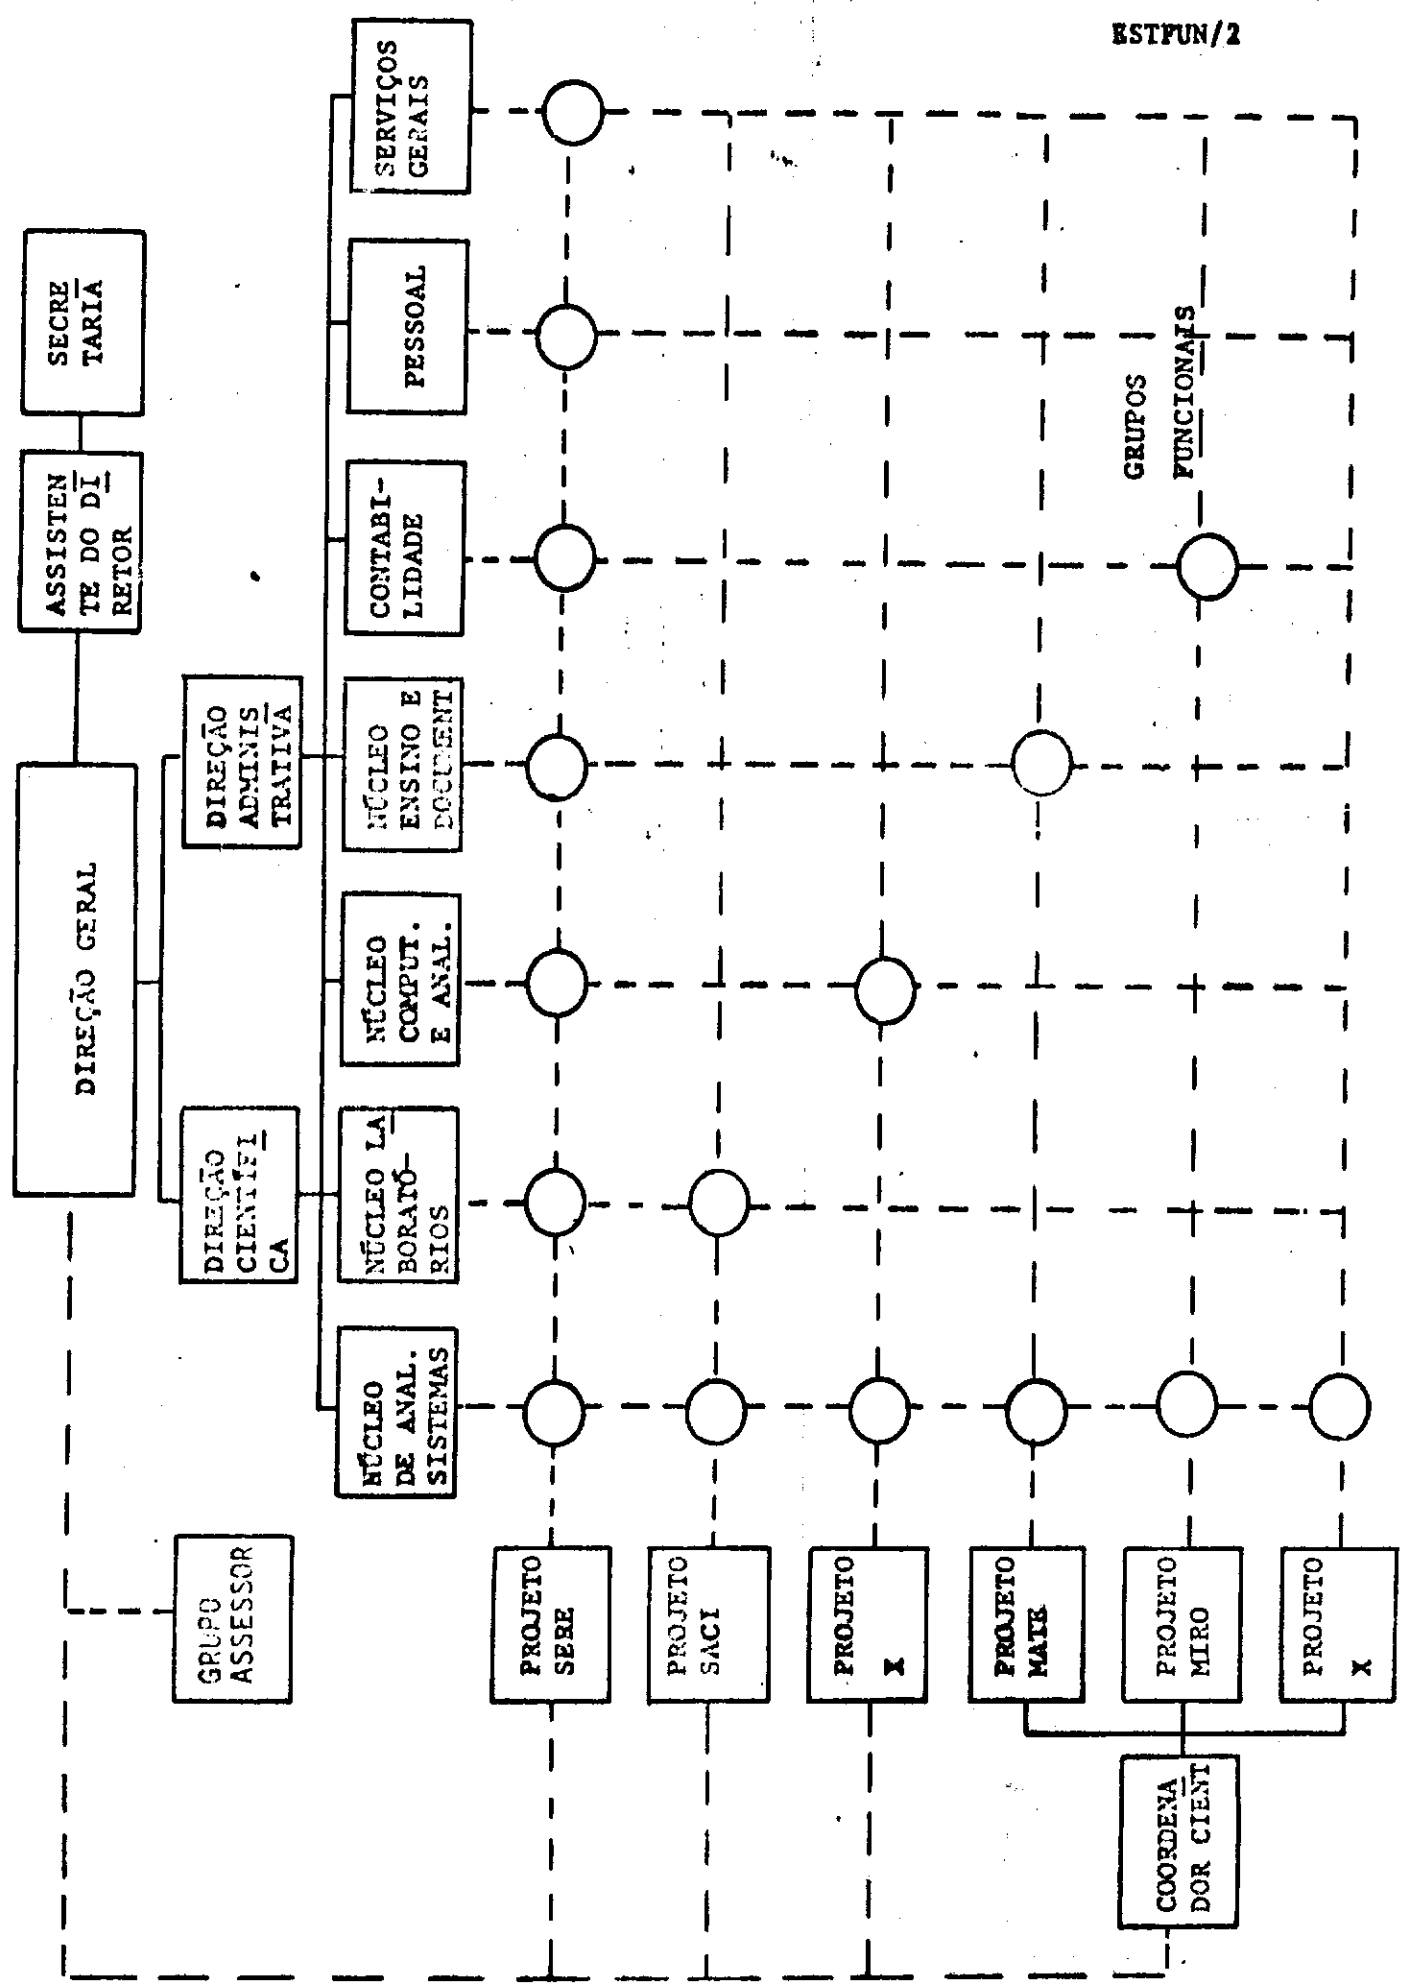 ESTFUN/2
DIREÇÃO GERAL
ASSISTEN
TE DO DI
RETOR
SECRE
TARIA
GRUPO
ASSESSOR
DIREÇÃO
CIENTÍFI
CA
DIREÇÃO
ADMINIS
TRATIVA
NÚCLEO
DE ANAL.
SISTEMAS
NÚCLEO LA
BORATÓ-
RIOS
NÚCLEO
COMPUT.
E ANAL.
NÚCLEO
ENSINO E
DOCUMENT.
CONTABI-
LIDADE
PESSOAL
SERVIÇOS
GERAIS
PROJETO
SERE
PROJETO
SACI
PROJETO
X
PROJETO
MATE
PROJETO
MIRO
PROJETO
X
COORDENA
DOR CIENT
GRUPOS
FUNCIONAIS